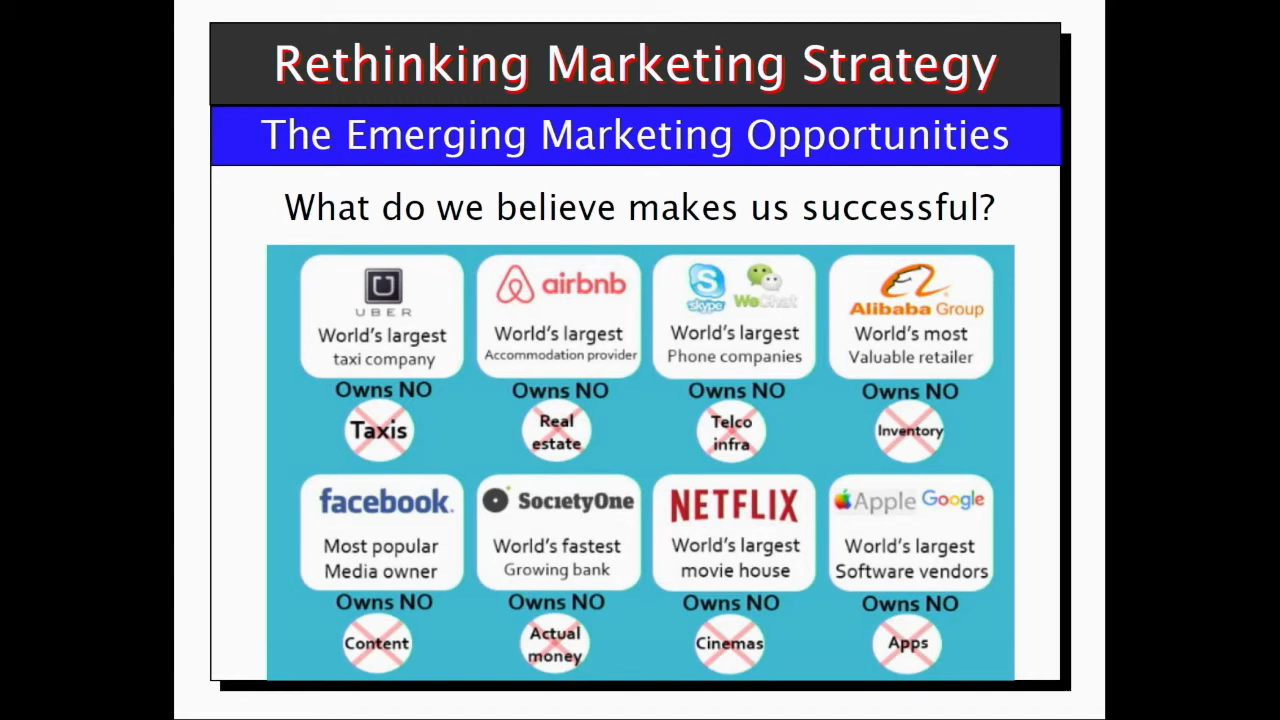 Rethinking Marketing Strategy
The Emerging Marketing Opportunities
What do we believe makes us successful?
UBER
World's largest
taxi company
Owns NO
Taxis
airbnb
World's largest
Accommodation provider
Owns NO
Real
estate
skype WeChat
World's largest
Phone companies
Owns NO
Telco
infra
Alibaba Group
World's most
Valuable retailer
Owns NO
Inventory
facebook.
Most popular
Media owner
Owns NO
Content
SocietyOne
World's fastest
Growing bank
Owns NO
Actual
money
NETFLIX
World's largest
movie house
Owns NO
Cinemas
Apple Google
World's largest
Software vendors
Owns NO
Apps